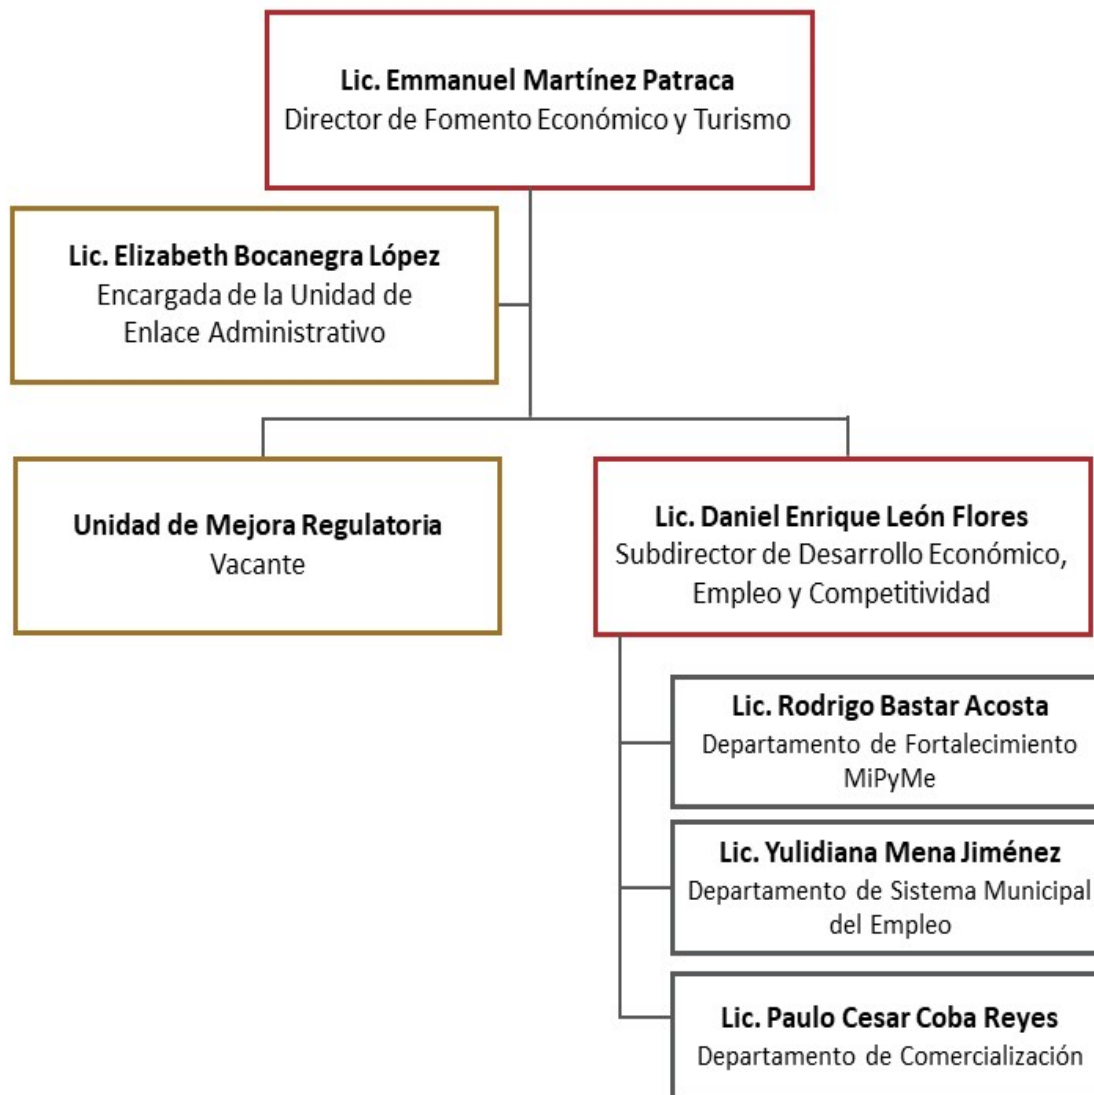 Lic. Emmanuel Martínez Patraca
Director de Fomento Económico y Turismo
Lic. Elizabeth Bocanegra López
Encargada de la Unidad de
Enlace Administrativo
Unidad de Mejora Regulatoria
Vacante
Lic. Daniel Enrique León Flores
Subdirector de Desarrollo Económico,
Empleo y Competitividad
Lic. Rodrigo Bastar Acosta
Departamento de Fortalecimiento
MiPyMe
Lic. Yulidiana Mena Jiménez
Departamento de Sistema Municipal
del Empleo
Lic. Paulo Cesar Coba Reyes
Departamento de Comercialización